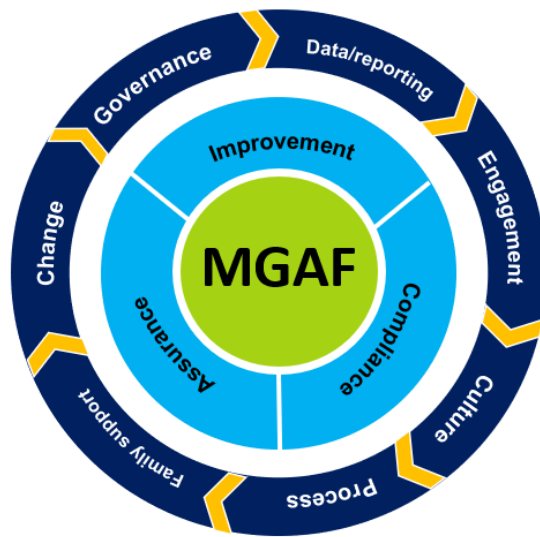 Governance
Data/reporting
Engagement
Culture
Process
Family support
Change
Improvement
Compliance
Assurance
MGAF